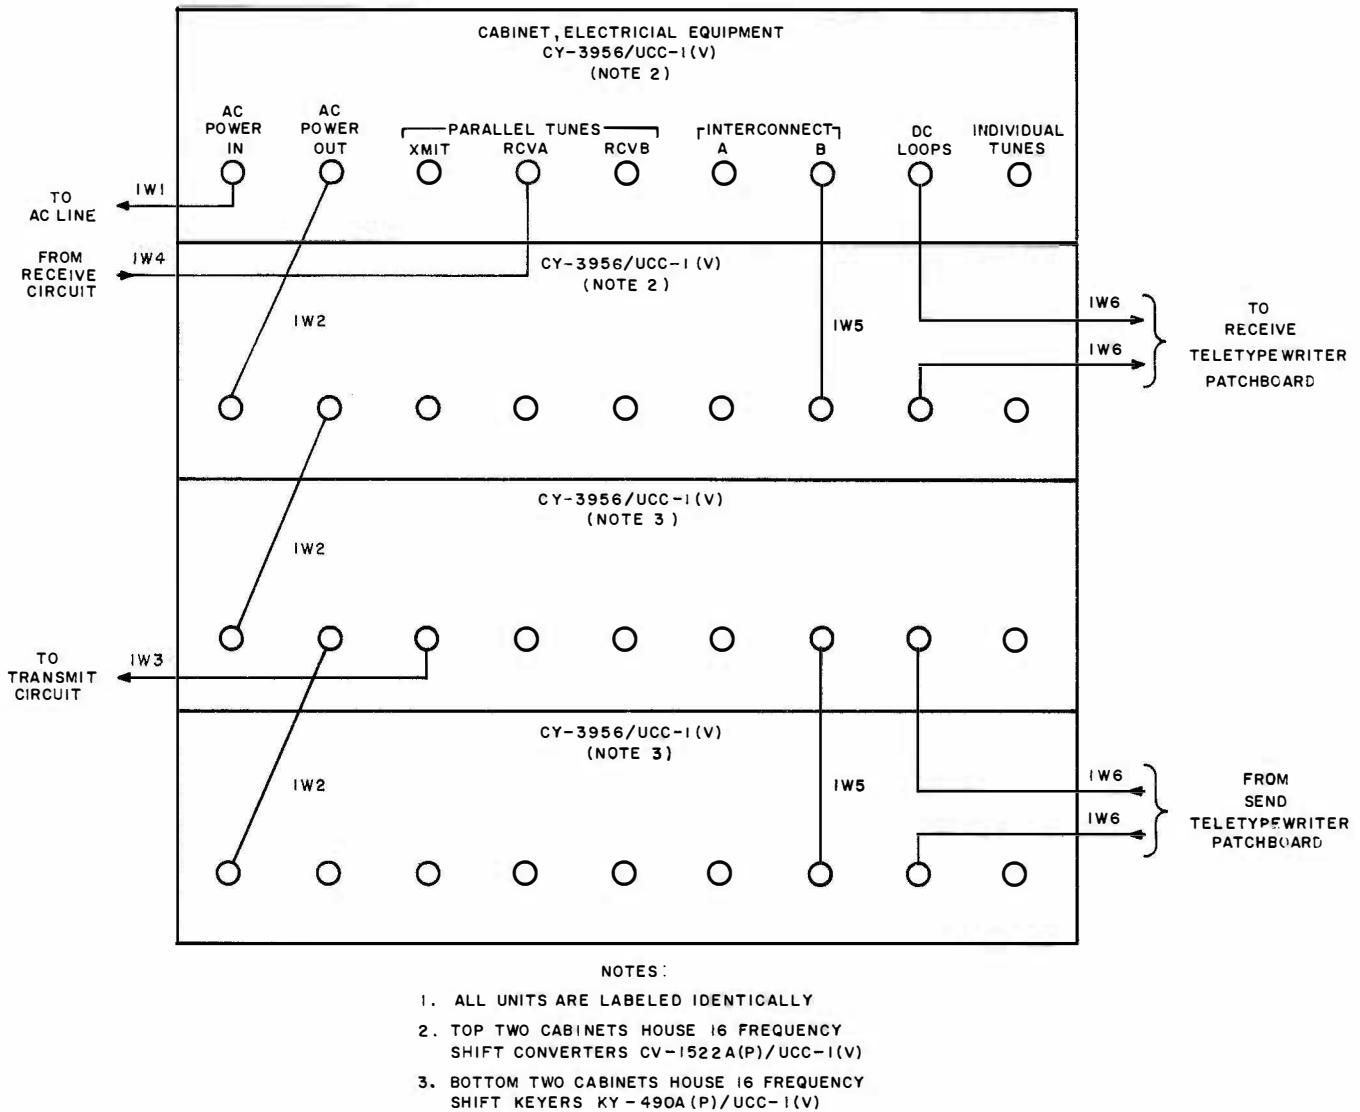 CABINET, ELECTRICIAL EQUIPMENT
CY-3956/UCC-1(V)
(NOTE 2)
AC POWER IN
AC POWER OUT
PARALLEL TUNES
XMIT
RCVA
RCVB
INTERCONNECT
A
B
DC LOOPS
INDIVIDUAL TUNES
1W1
TO AC LINE
FROM RECEIVE CIRCUIT
1W4
CY-3956/UCC-1(V)
(NOTE 2)
1W2
1W5
1W6
1W6
TO RECEIVE TELETYPEWRITER PATCHBOARD
CY-3956/UCC-1(V)
(NOTE 3)
1W2
TO TRANSMIT CIRCUIT
1W3
CY-3956/UCC-1(V)
(NOTE 3)
1W2
1W5
1W6
1W6
FROM SEND TELETYPEWRITER PATCHBOARD
NOTES:
1. ALL UNITS ARE LABELED IDENTICALLY
2. TOP TWO CABINETS HOUSE 16 FREQUENCY
SHIFT CONVERTERS CV-1522A(P)/UCC-1(V)
3. BOTTOM TWO CABINETS HOUSE 16 FREQUENCY
SHIFT KEYERS KY-490A(P)/UCC-1(V)